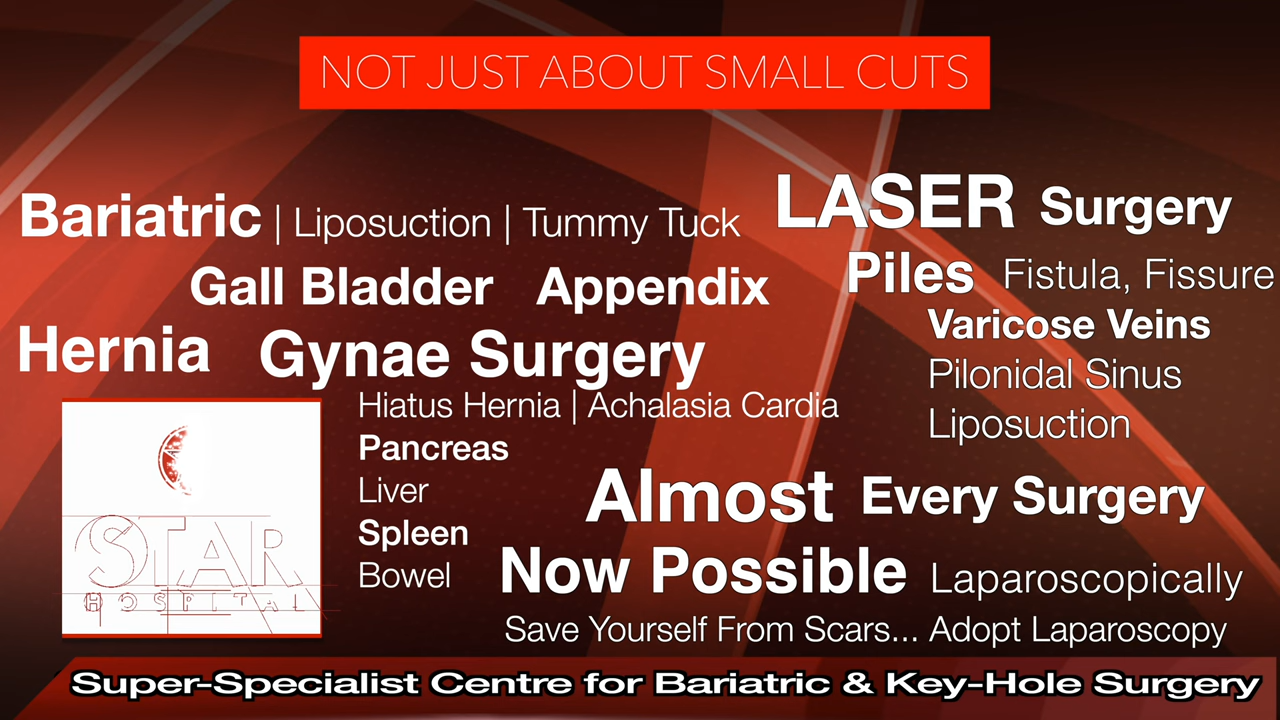 NOT JUST ABOUT SMALL CUTS
Bariatric | Liposuction | Tummy Tuck
Gall Bladder Appendix
Hernia Gynae Surgery
Hiatus Hernia | Achalasia Cardia
Pancreas
Liver
Spleen
Bowel
LASER Surgery
Piles Fistula, Fissure
Varicose Veins
Pilonidal Sinus
Liposuction
Almost Every Surgery
Now Possible Laparoscopically
Save Yourself From Scars... Adopt Laparoscopy
STAR
HOSPITAL
Super-Specialist Centre for Bariatric & Key-Hole Surgery